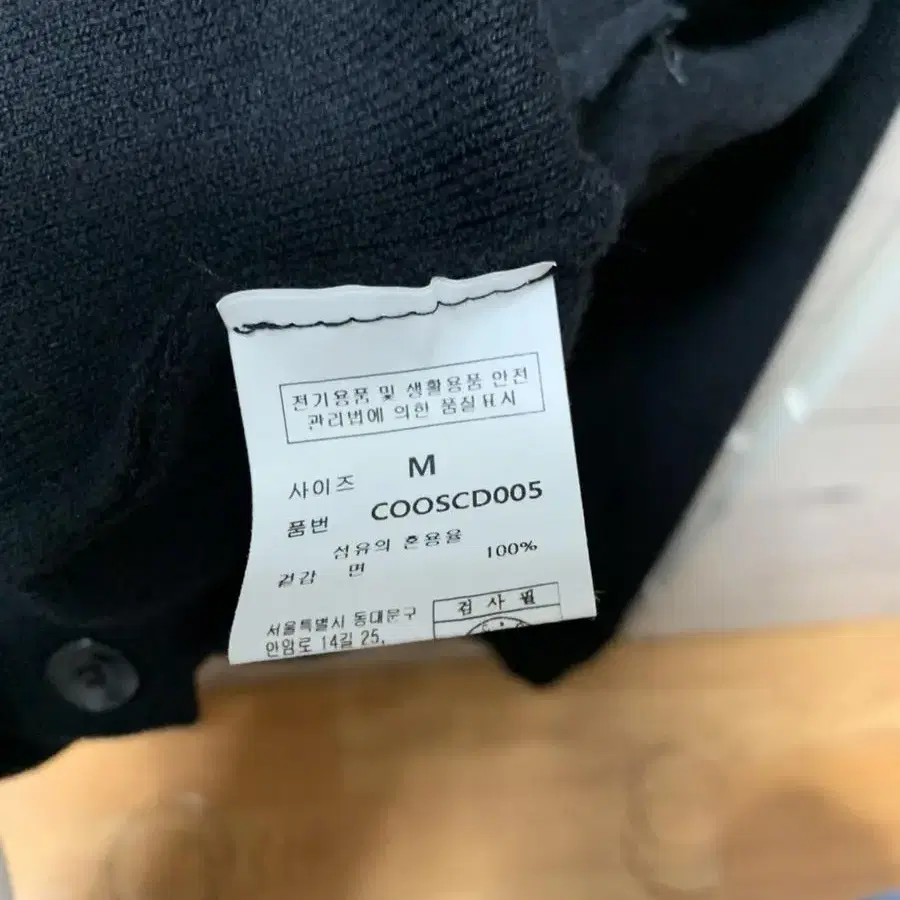 전기용품 및 생활용품 안전
관리법에 의한 품질표시
사이즈 M
품번 COOSCD005
섬유의 혼용율
겉감 면 100%
검사필
서울특별시 동대문구
안암로 14길 25,